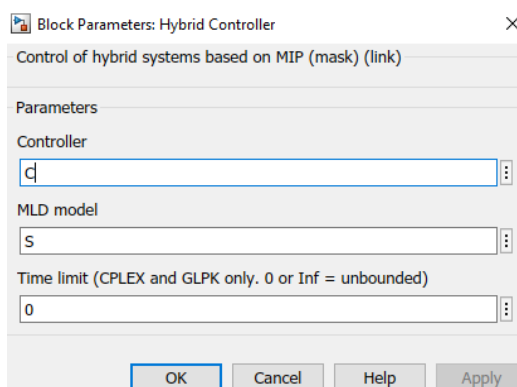 Block Parameters: Hybrid Controller
Control of hybrid systems based on MIP (mask) (link)
Parameters
Controller
C
MLD model
S
Time limit (CPLEX and GLPK only. 0 or Inf = unbounded)
0
OK Cancel Help Apply